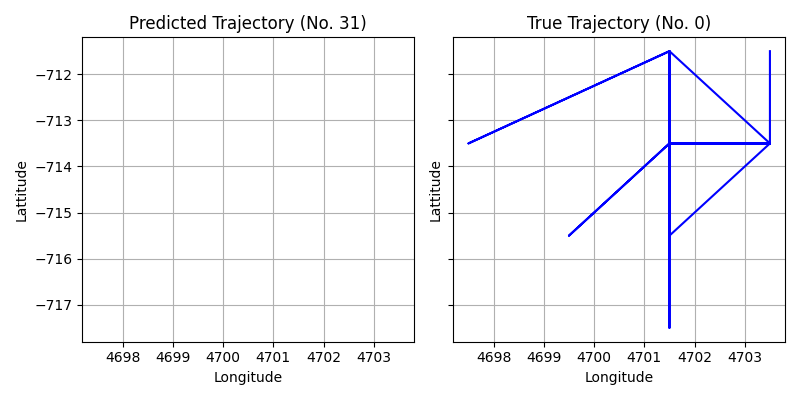 Predicted Trajectory (No. 31)
True Trajectory (No. 0)
Lattitude
−712
−713
−714
−715
−716
−717
4698 4699 4700 4701 4702 4703
Longitude
Lattitude
4698 4699 4700 4701 4702 4703
Longitude